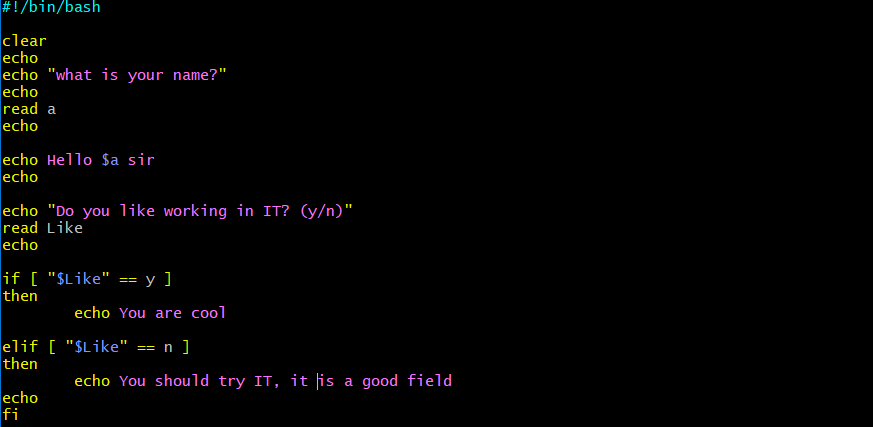 #!/bin/bash
clear
echo
echo "what is your name?"
echo
read a
echo
echo Hello $a sir
echo
echo "Do you like working in IT? (y/n)"
read Like
echo
if [ "$Like" == y ]
then
echo You are cool
elif [ "$Like" == n ]
then
echo You should try IT, it is a good field
echo
fi